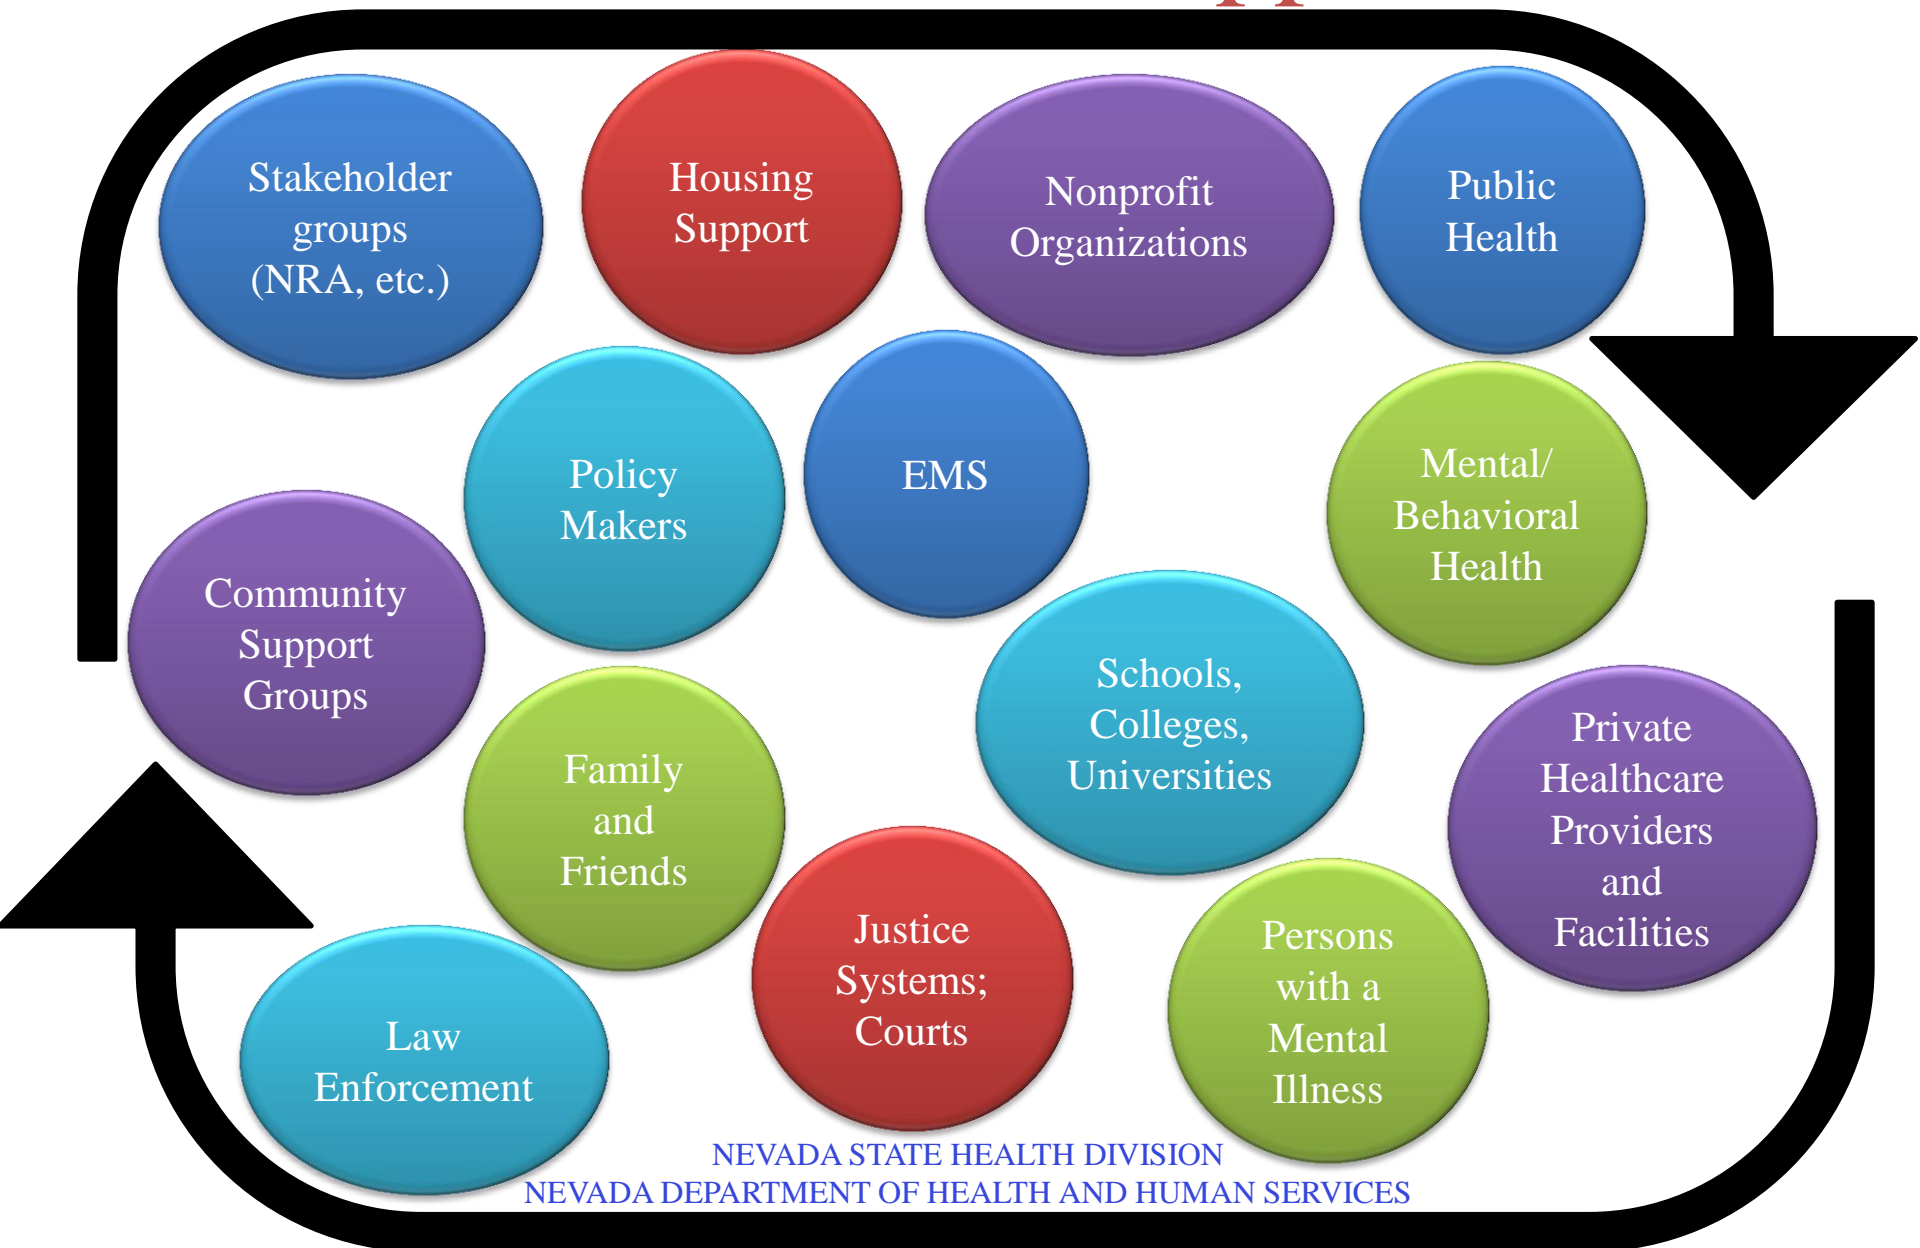 Stakeholder
groups
(NRA, etc.)
Housing
Support
Nonprofit
Organizations
Public
Health
Policy
Makers
EMS
Mental/
Behavioral
Health
Community
Support
Groups
Schools,
Colleges,
Universities
Family
and
Friends
Private
Healthcare
Providers
and
Facilities
Justice
Systems;
Courts
Persons
with a
Mental
Illness
Law
Enforcement
NEVADA STATE HEALTH DIVISION
NEVADA DEPARTMENT OF HEALTH AND HUMAN SERVICES